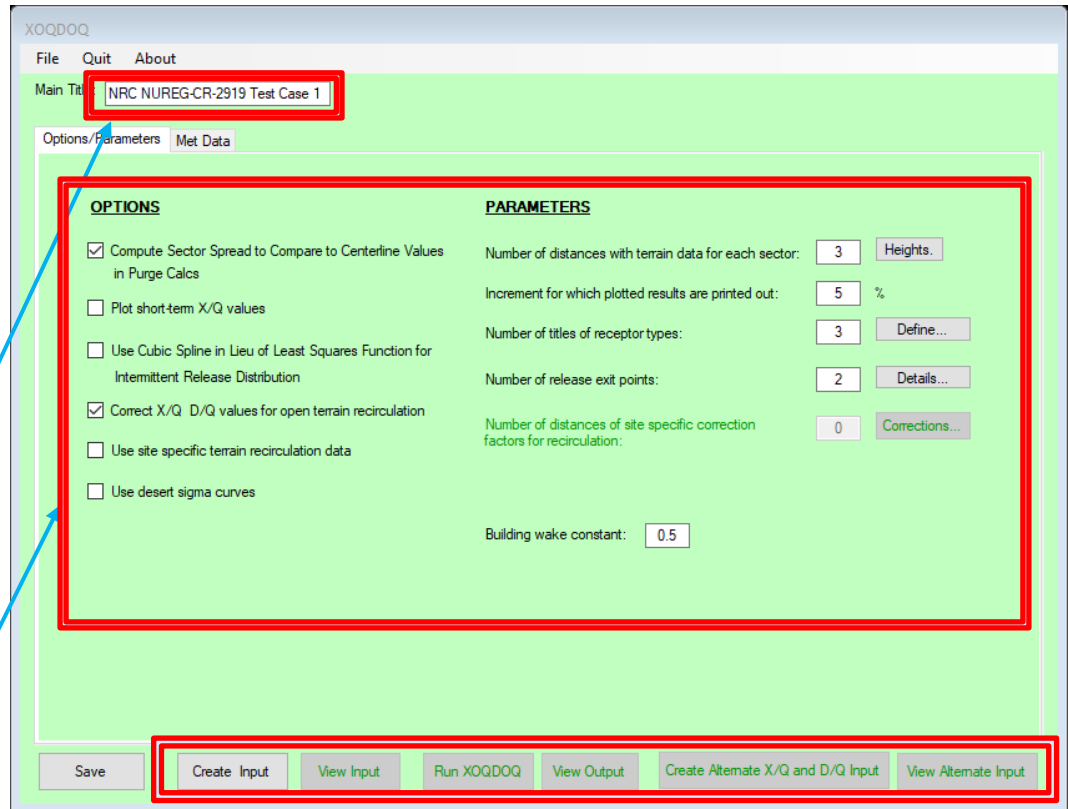 XOQDOQ
File Quit About
Main Title: NRC NUREG-CR-2919 Test Case 1
Options/Parameters Met Data
OPTIONS
Compute Sector Spread to Compare to Centerline Values
in Purge Calcs
Plot short-term X/Q values
Use Cubic Spline in Lieu of Least Squares Function for
Intermittent Release Distribution
Correct X/Q D/Q values for open terrain recirculation
Use site specific terrain recirculation data
Use desert sigma curves
PARAMETERS
Number of distances with terrain data for each sector: 3 Heights.
Increment for which plotted results are printed out: 5 %
Number of titles of receptor types: 3 Define...
Number of release exit points: 2 Details...
Number of distances of site specific correction
factors for recirculation: 0 Corrections...
Building wake constant: 0.5
Save Create Input View Input Run XOQDOQ View Output Create Alternate X/Q and D/Q Input View Alternate Input